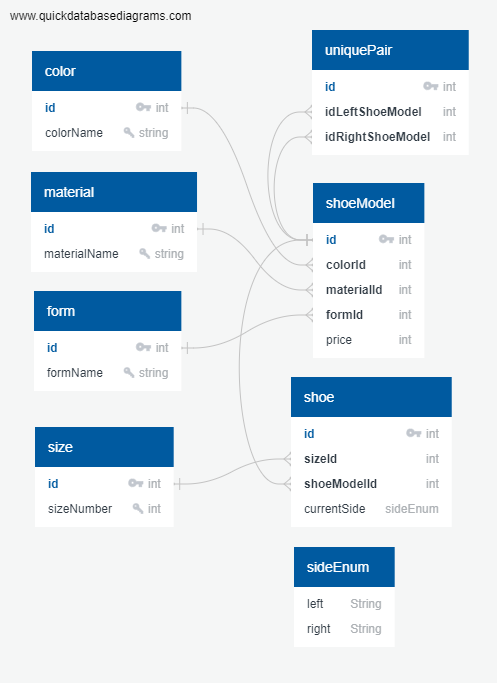 www.quickdatabasediagrams.com
color
id int
colorName string
material
id int
materialName string
form
id int
formName string
size
id int
sizeNumber int
uniquePair
id int
idLeftShoeModel int
idRightShoeModel int
shoeModel
id int
colorId int
materialId int
formId int
price int
shoe
id int
sizeId int
shoeModelId int
currentSide sideEnum
sideEnum
left String
right String